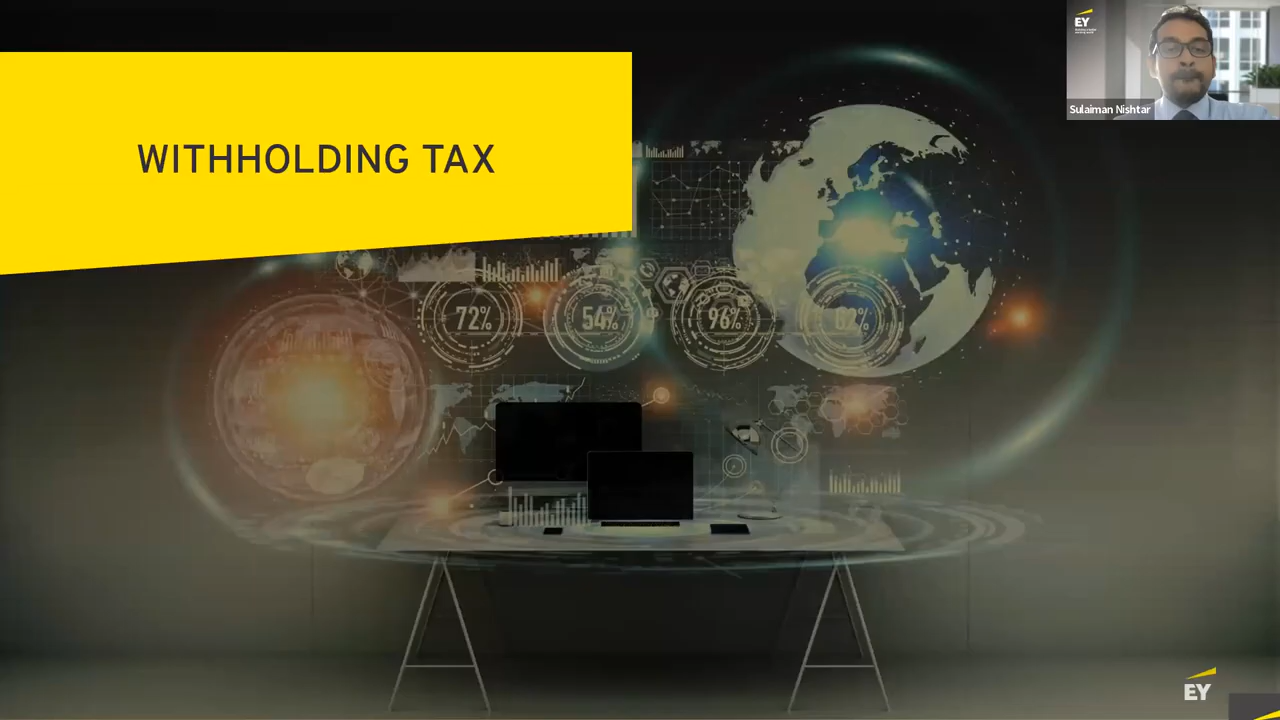 WITHHOLDING TAX
EY
Sulaiman Nishtar
72%
54%
96%
62%
EY